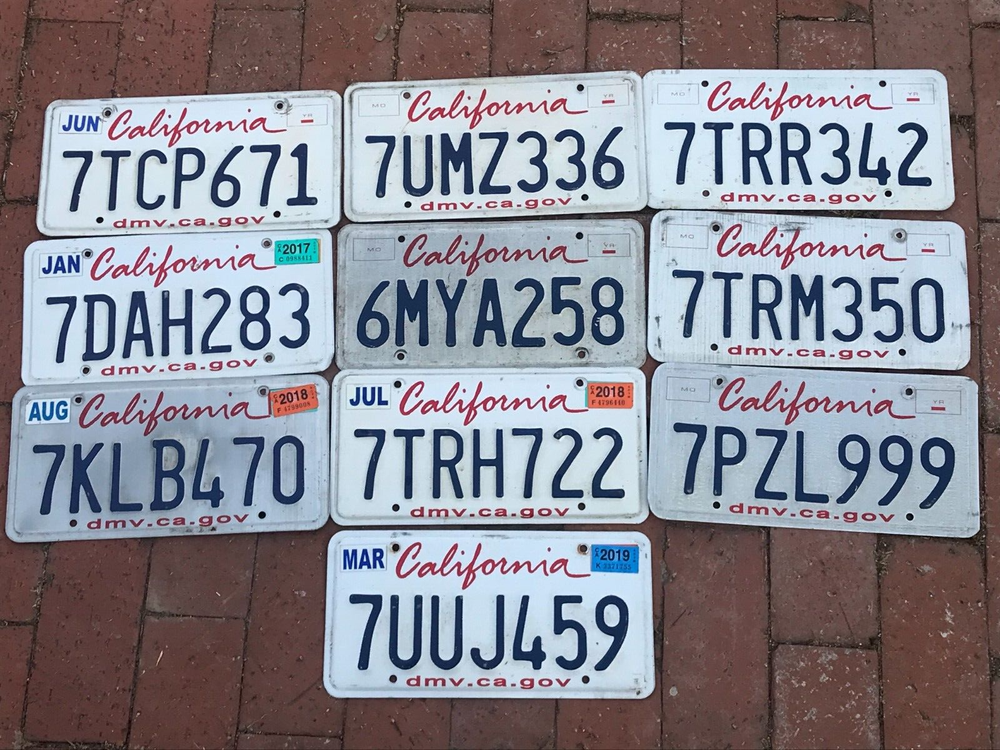 JUN California YR
7TCP671
dmv.ca.gov
MO California YR
7UMZ336
dmv.ca.gov
MO California YR
7TRR342
dmv.ca.gov
JAN California 2017
7DAH283
dmv.ca.gov
MO California YR
6MYA258
MO California YR
7TRM350
dmv.ca.gov
AUG California 2018
7KLB470
dmv.ca.gov
JUL California 2018
7TRH722
dmv.ca.gov
MO California YR
7PZL999
dmv.ca.gov
MAR California 2019
7UUJ459
dmv.ca.gov